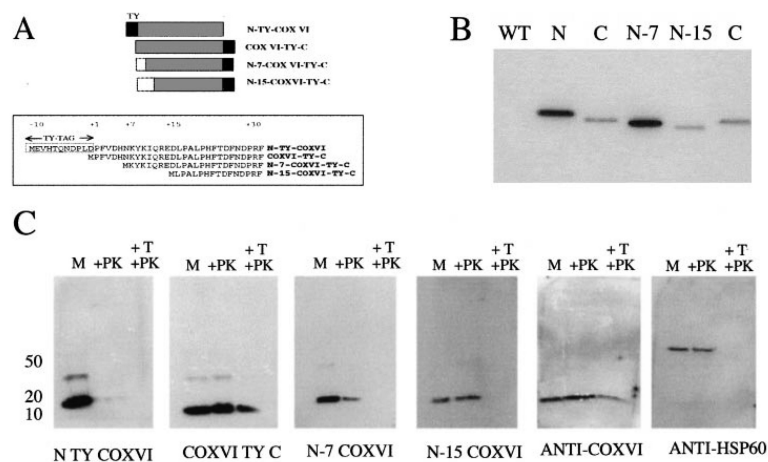 A
TY
N-TY-COX VI
COX VI-TY-C
N-7-COX VI-TY-C
N-15-COXVI-TY-C
-10 +1 +7 +15 +30
TY-TAG
MEVHTQNDPLDPFVDHNKYKIQREDLPALPHFTDFNDPRF N-TY-COXVI
MPFVDHNKYKIQREDLPALPHFTDFNDPRF COXVI-TY-C
MKYKIQREDLPALPHFTDFNDPRF N-7-COXVI-TY-C
MLPALPHFTDFNDPRF N-15-COXVI-TY-C
B
WT N C N-7 N-15 C
C
M +PK + T +PK
M +PK + T +PK
M +PK + T +PK
M +PK + T +PK
M +PK + T +PK
M +PK + T +PK
50
20
10
N TY COXVI
COXVI TY C
N-7 COXVI
N-15 COXVI
ANTI-COXVI
ANTI-HSP60